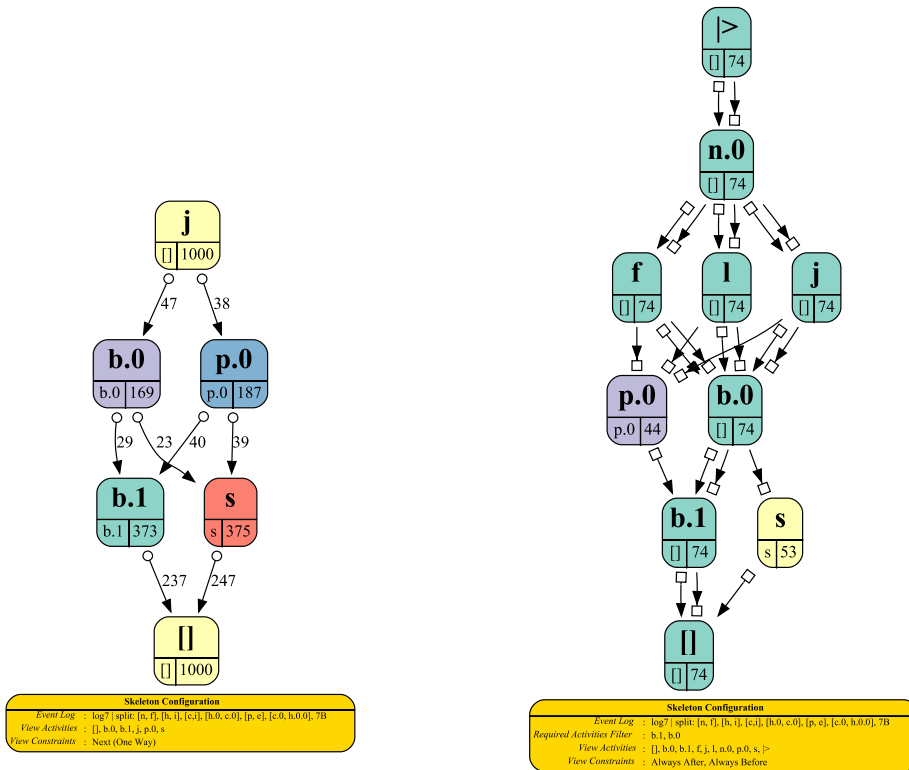 j
[] 1000
47 38
b.0 p.0
b.0 169 p.0 187
29 23 40 39
b.1 s
b.1 373 s 375
237 247
[]
[] 1000
Skeleton Configuration
Event Log : log7 | split: [n, f], [h, i], [c,i], [h.0, c.0], [p, e], [c.0, h.0.0], 7B
View Activities : [], b.0, b.1, j, p.0, s
View Constraints : Next (One Way)
|>
[] 74
n.0
[] 74
f l j
[] 74 [] 74 [] 74
p.0 b.0
p.0 44 [] 74
b.1 s
[] 74 s 53
[]
[] 74
Skeleton Configuration
Event Log : log7 | split: [n, f], [h, i], [c,i], [h.0, c.0], [p, e], [c.0, h.0.0], 7B
Required Activities Filter : b.1, b.0
View Activities : [], b.0, b.1, f, j, l, n.0, p.0, s, |>
View Constraints : Always After, Always Before